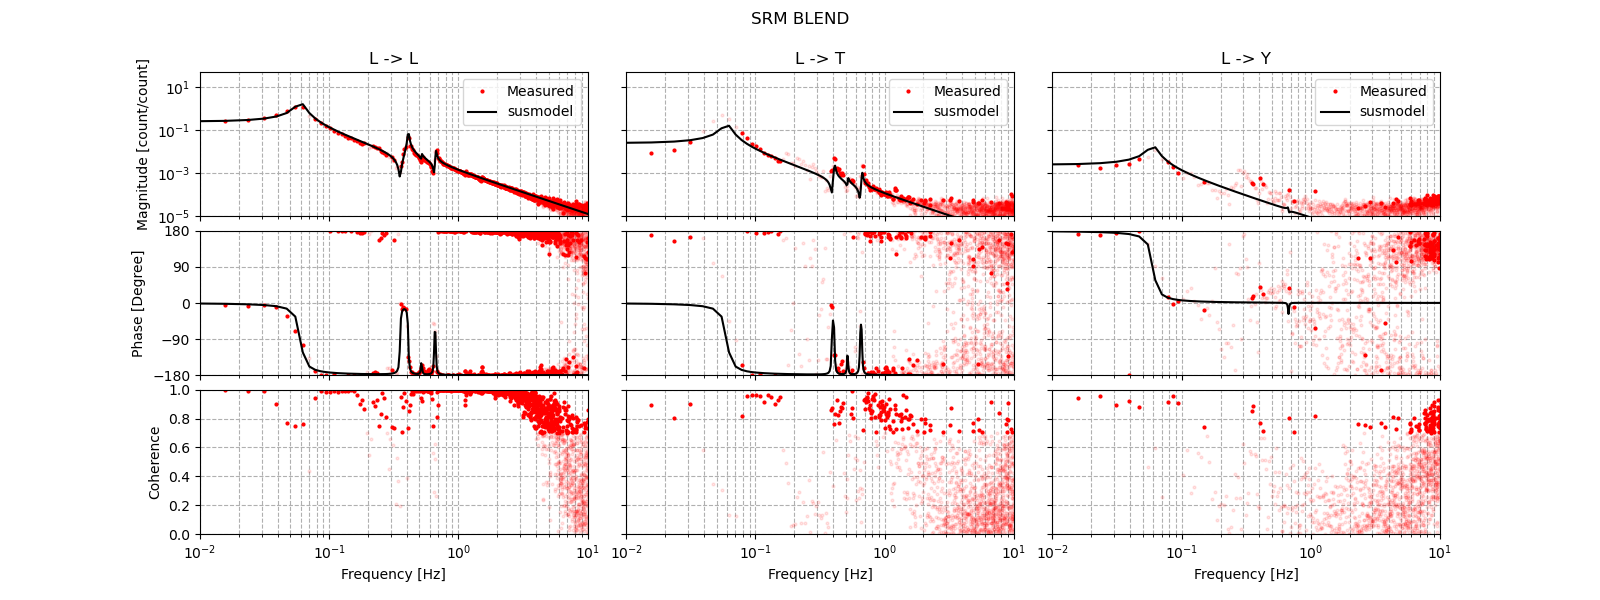 SRM BLEND
L -> L
L -> T
L -> Y
Magnitude [count/count]
10^1
10^-1
10^-3
10^-5
Measured
susmodel
Measured
susmodel
Measured
susmodel
Phase [Degree]
180
90
0
−90
−180
Coherence
1.0
0.8
0.6
0.4
0.2
0.0
10^-2 10^-1 10^0 10^1
10^-2 10^-1 10^0 10^1
10^-2 10^-1 10^0 10^1
Frequency [Hz]
Frequency [Hz]
Frequency [Hz]